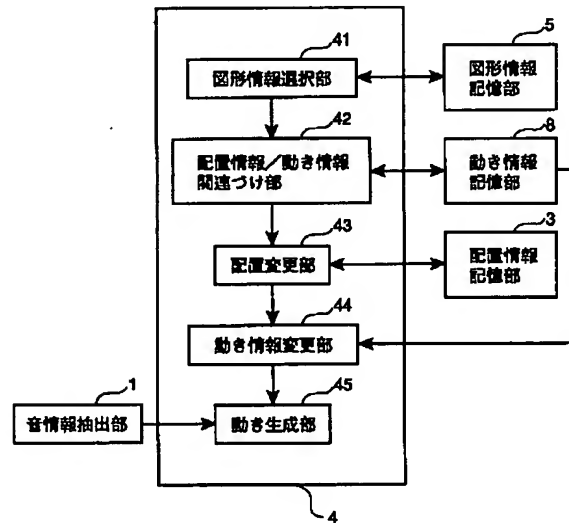 41
5
図形情報選択部
図形情報
記憶部
42
8
配置情報／動き情報
関連づけ部
動き情報
記憶部
43
3
配置変更部
配置情報
記憶部
44
動き情報変更部
1
45
音情報抽出部
動き生成部
4